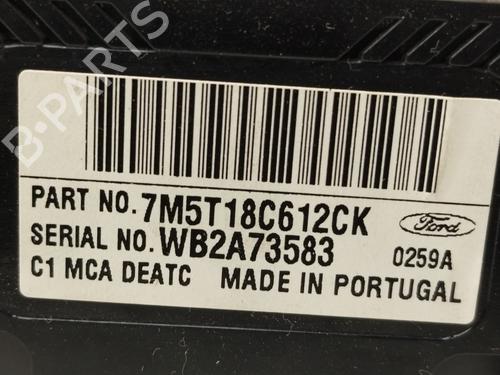 B-PARTS
PART NO. 7M5T18C612CK
SERIAL NO. WB2A73583
Ford
0259A
C1 MCA DEATC MADE IN PORTUGAL